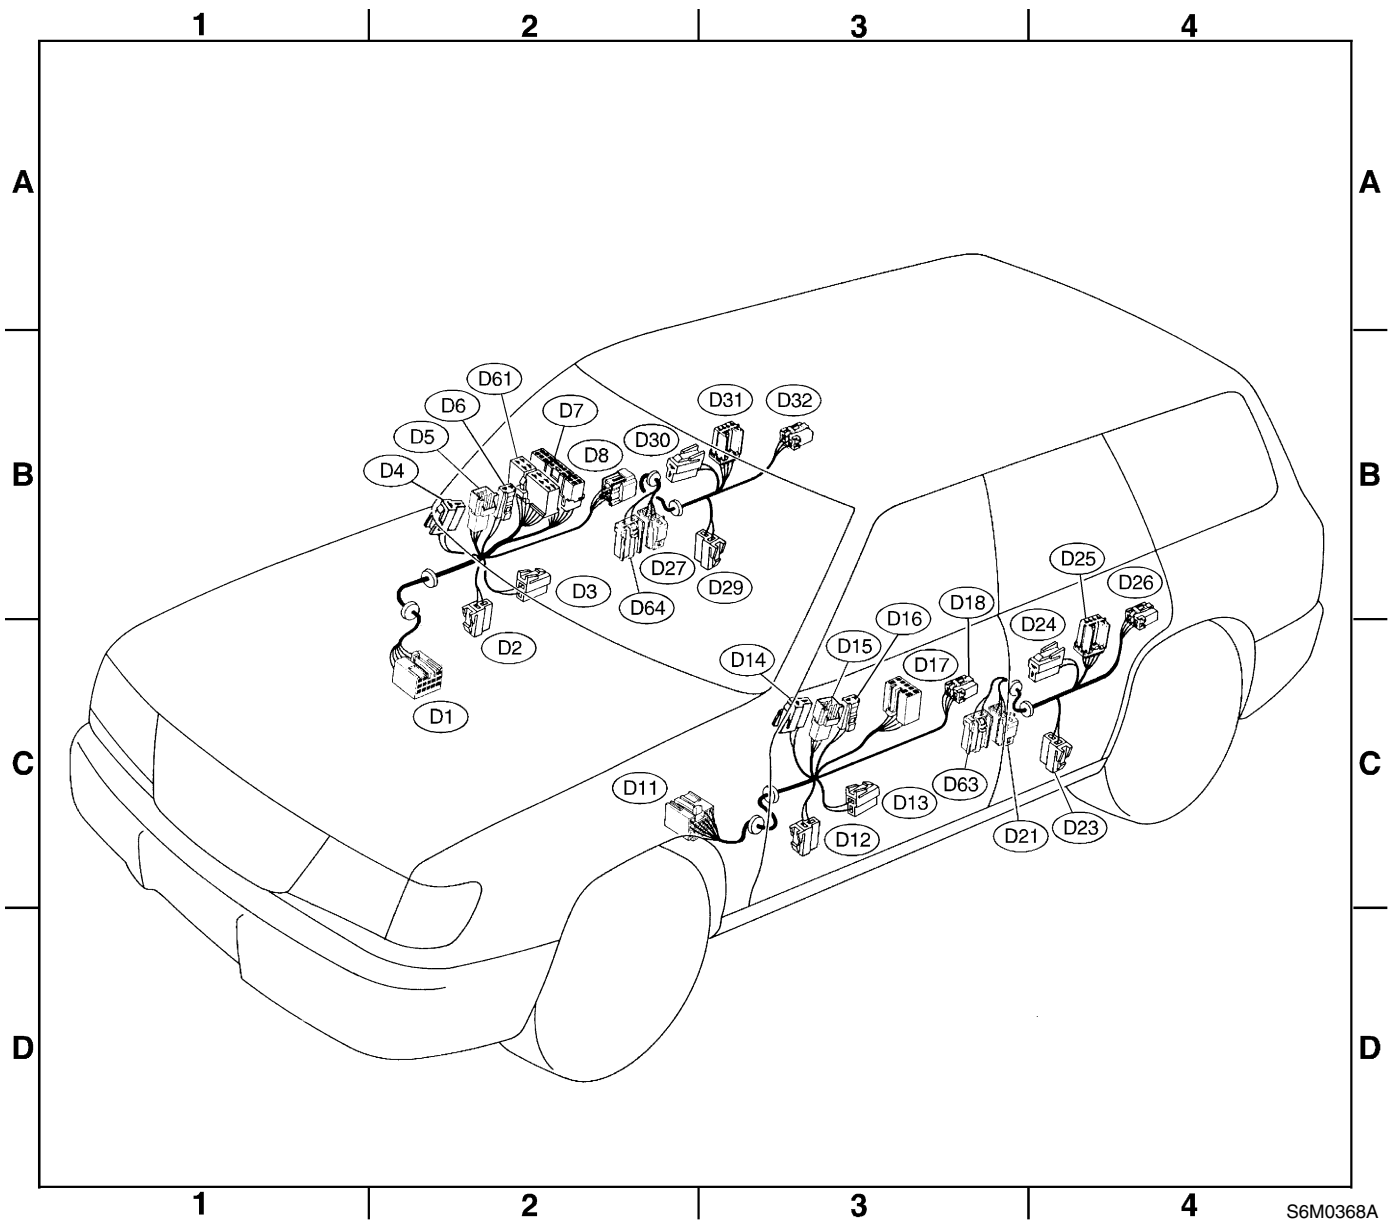 1 2 3 4
A A
D61
D6 D7 D31 D32
D5 D30
D8
B D4 B
D25
D27 D26
D3 D29
D64 D18
D16 D24
D2 D15
D14 D17
D1
C C
D11 D63
D13
D12 D21 D23
D D
1 2 3 4
S6M0368A